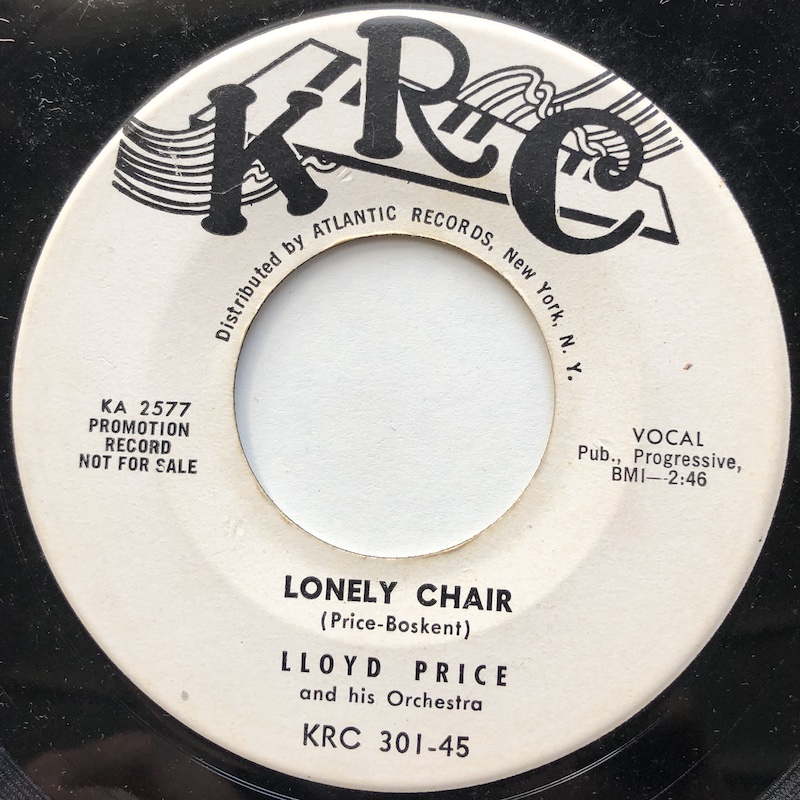 KRC
Distributed by ATLANTIC RECORDS, New York, N. Y.
KA 2577
PROMOTION
RECORD
NOT FOR SALE
VOCAL
Pub., Progressive,
BMI—2:46
LONELY CHAIR
(Price-Boskent)
LLOYD PRICE
and his Orchestra
KRC 301-45